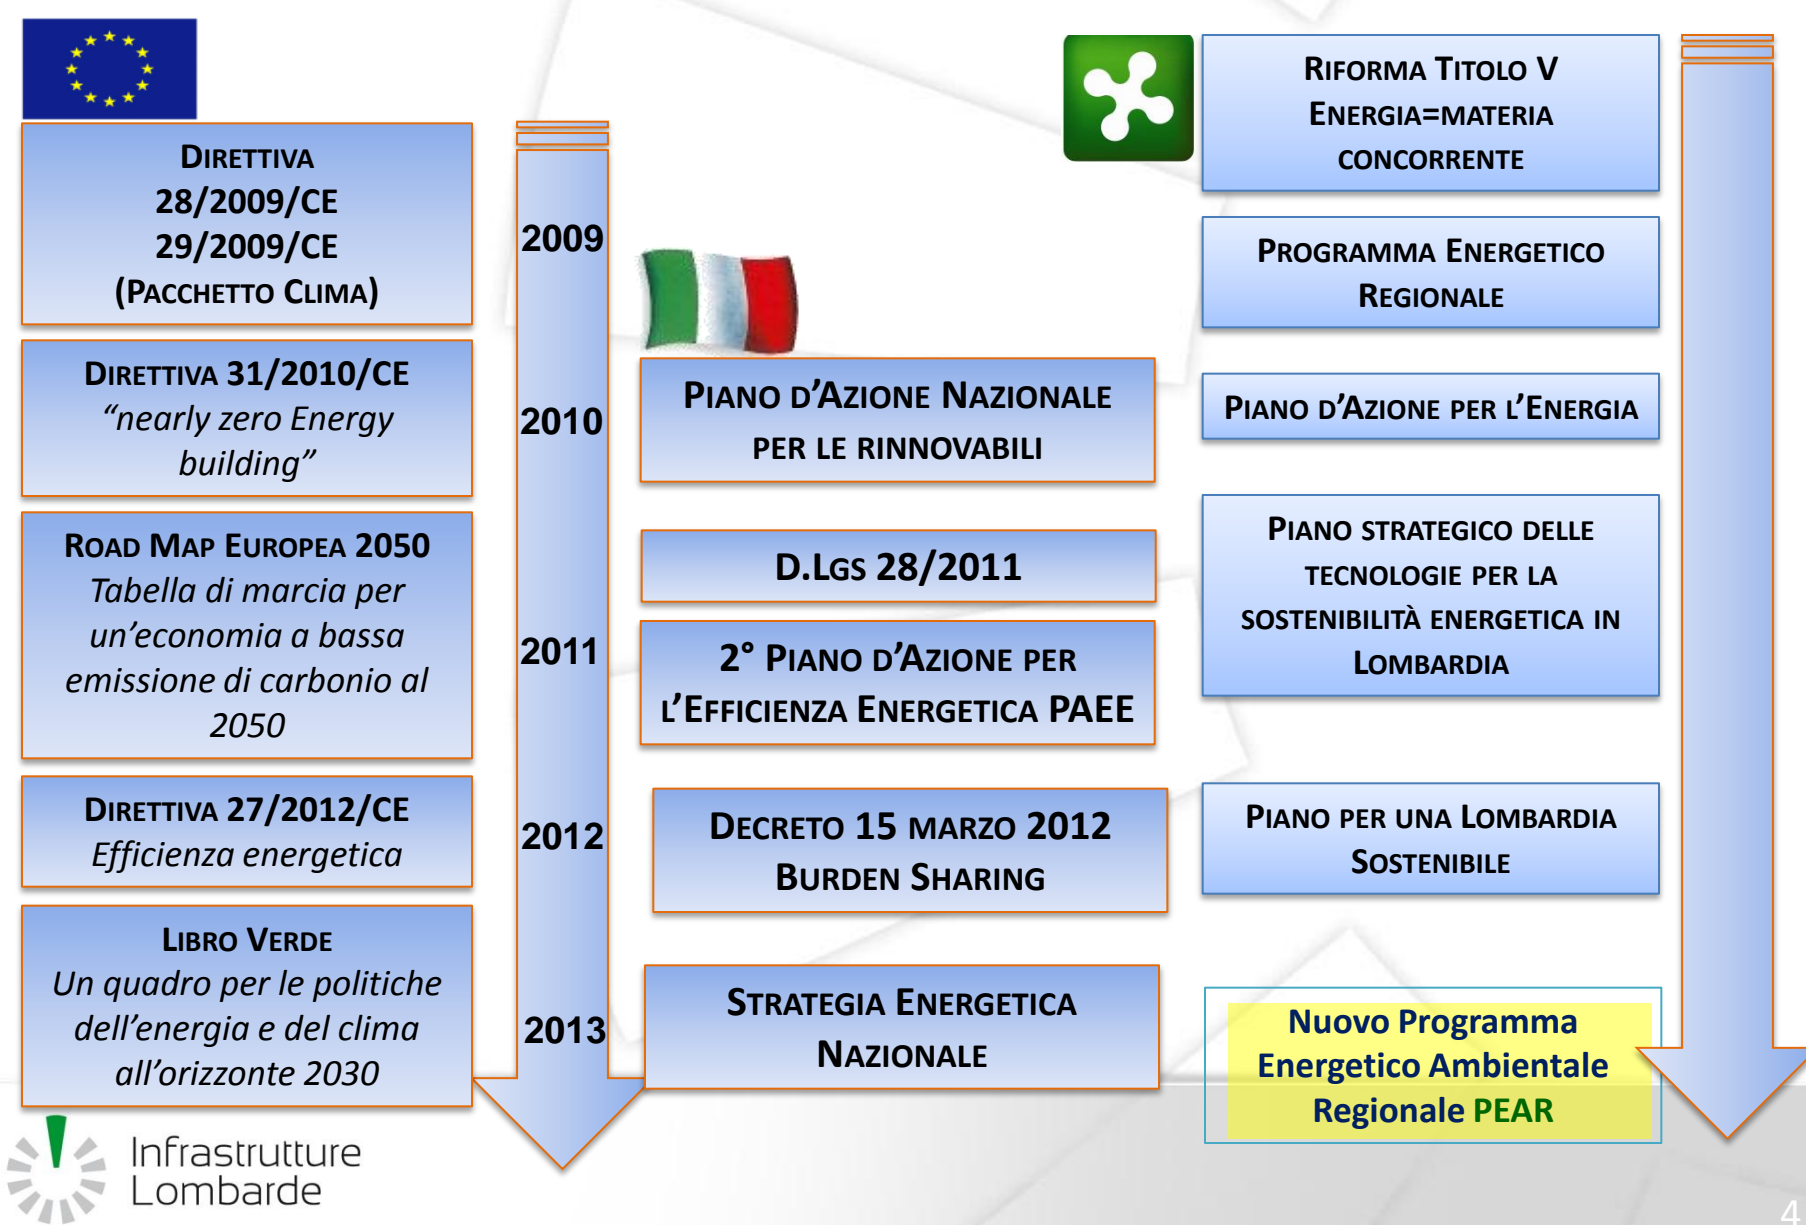 Direttiva
28/2009/CE
29/2009/CE
(Pacchetto Clima)
Direttiva 31/2010/CE
“nearly zero Energy
building”
Road Map Europea 2050
Tabella di marcia per
un’economia a bassa
emissione di carbonio al
2050
Direttiva 27/2012/CE
Efficienza energetica
Libro Verde
Un quadro per le politiche
dell’energia e del clima
all’orizzonte 2030
2009
2010
2011
2012
2013
Piano d’Azione Nazionale
per le rinnovabili
D.Lgs 28/2011
2° Piano d’Azione per
l’Efficienza Energetica PAEE
Decreto 15 marzo 2012
Burden Sharing
Strategia Energetica
Nazionale
Riforma Titolo V
Energia=materia
concorrente
Programma Energetico
Regionale
Piano d’Azione per l’Energia
Piano strategico delle
tecnologie per la
sostenibilità energetica in
Lombardia
Piano per una Lombardia
Sostenibile
Nuovo Programma
Energetico Ambientale
Regionale PEAR
Infrastrutture
Lombarde
4